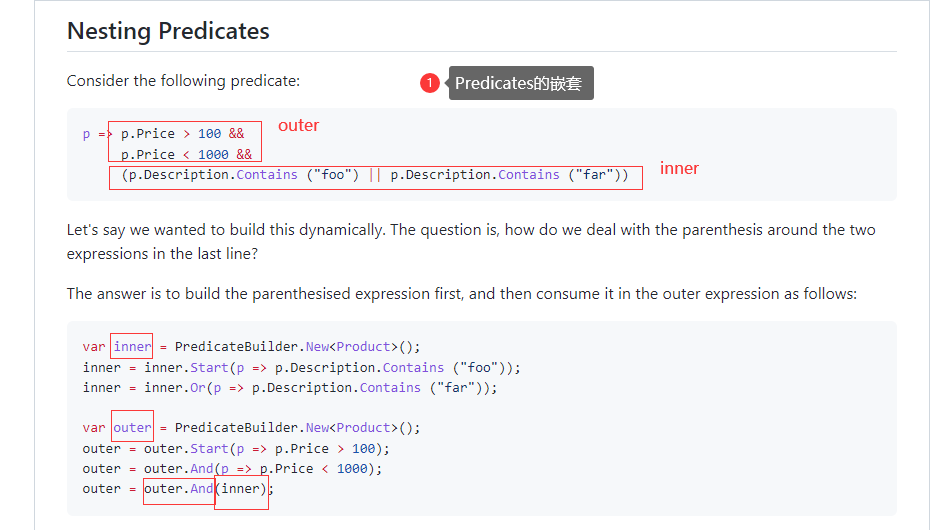 Nesting Predicates
Consider the following predicate:
1 Predicates的嵌套
p => p.Price > 100 && outer
p.Price < 1000 &&
(p.Description.Contains ("foo") || p.Description.Contains ("far")) inner
Let's say we wanted to build this dynamically. The question is, how do we deal with the parenthesis around the two
expressions in the last line?
The answer is to build the parenthesised expression first, and then consume it in the outer expression as follows:
var inner = PredicateBuilder.New<Product>();
inner = inner.Start(p => p.Description.Contains ("foo"));
inner = inner.Or(p => p.Description.Contains ("far"));
var outer = PredicateBuilder.New<Product>();
outer = outer.Start(p => p.Price > 100);
outer = outer.And(p => p.Price < 1000);
outer = outer.And(inner);